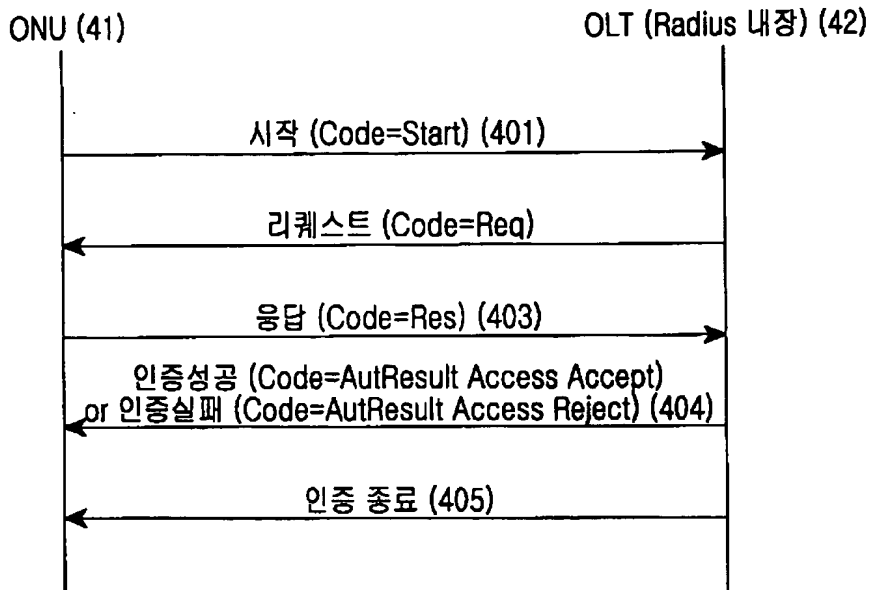 ONU (41)
OLT (Radius 내장) (42)
시작 (Code=Start) (401)
리퀘스트 (Code=Req)
응답 (Code=Res) (403)
인증성공 (Code=AutResult Access Accept)
or 인증실패 (Code=AutResult Access Reject) (404)
인증 종료 (405)